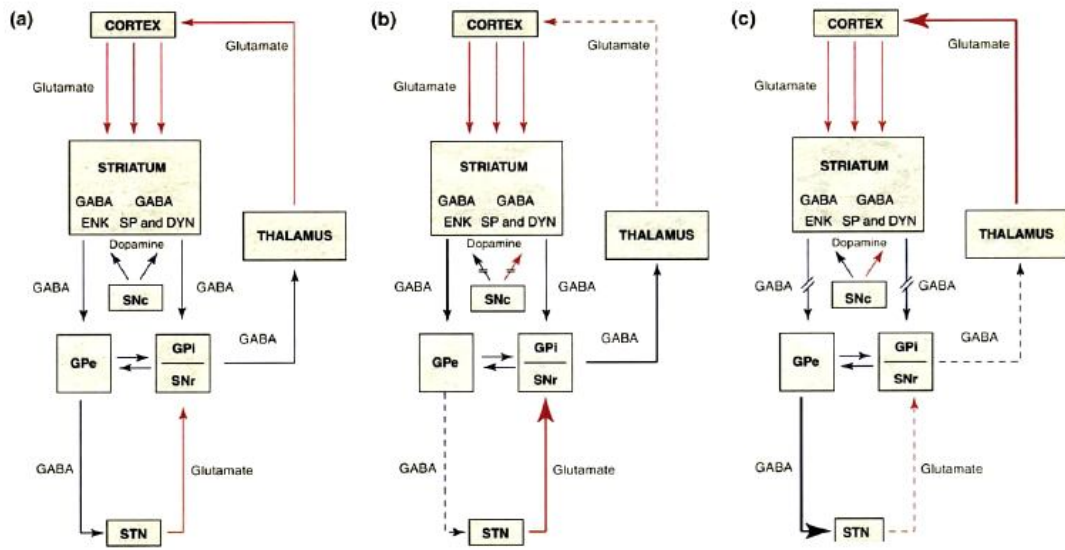 (a)
CORTEX
Glutamate
Glutamate
STRIATUM
GABA GABA
ENK SP and DYN
THALAMUS
Dopamine
GABA
SNc
GABA
GPe
GPi
SNr
GABA
GABA
Glutamate
STN
(b)
CORTEX
Glutamate
Glutamate
STRIATUM
GABA GABA
ENK SP and DYN
THALAMUS
Dopamine
GABA
SNc
GABA
GPe
GPi
SNr
GABA
GABA
Glutamate
STN
(c)
CORTEX
Glutamate
Glutamate
STRIATUM
GABA GABA
ENK SP and DYN
THALAMUS
Dopamine
GABA
SNc
GABA
GPe
GPi
SNr
GABA
GABA
Glutamate
STN